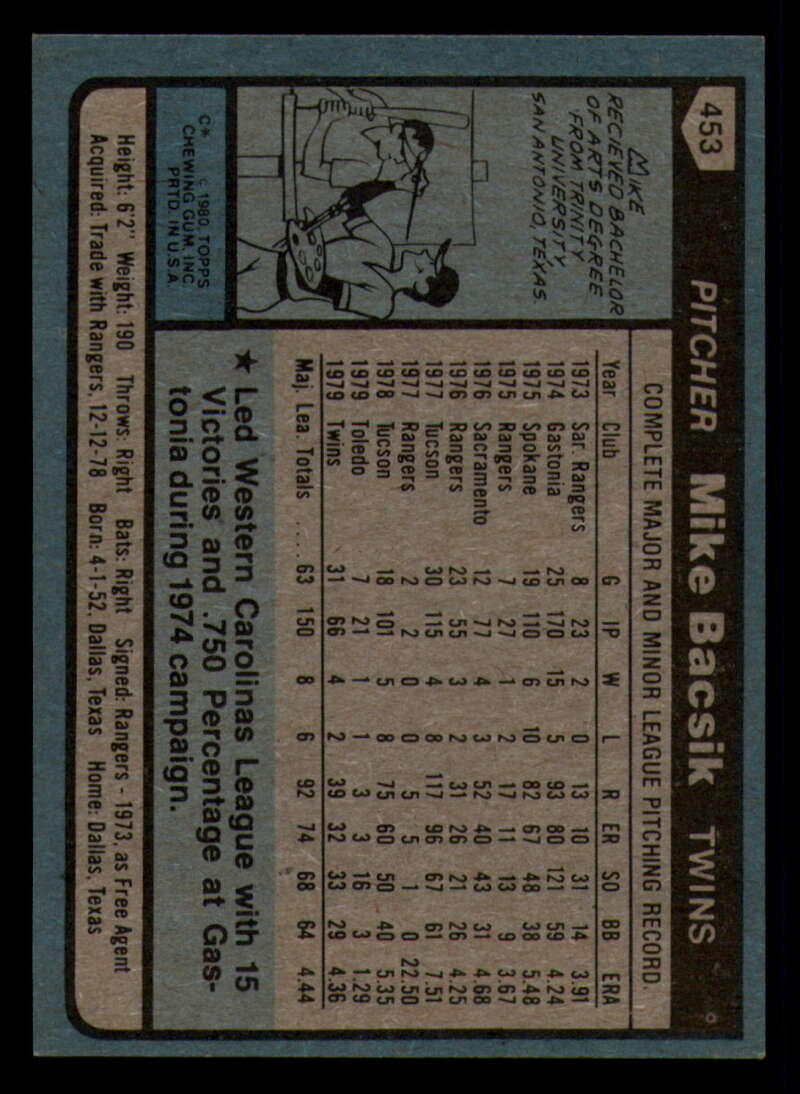 453
PITCHER Mike Bacsik TWINS
MIKE
RECIEVED BACHELOR
OF ARTS DEGREE
FROM TRINITY
UNIVERSITY
SAN ANTONIO, TEXAS
C* © 1980 TOPPS
CHEWING GUM, INC.
PRTD. IN U.S.A.
COMPLETE MAJOR AND MINOR LEAGUE PITCHING RECORD.
Year Club G IP W L R ER SO BB ERA
1973 Sar. Rangers 8 23 2 0 13 10 31 14 3.91
1974 Gastonia 25 170 15 5 93 80 121 59 4.24
1975 Spokane 19 110 6 10 82 67 48 38 5.48
1975 Rangers 7 27 1 2 17 11 13 9 3.67
1976 Sacramento 12 77 4 3 52 40 43 31 4.68
1976 Rangers 23 55 3 2 31 26 21 26 4.25
1977 Tucson 30 115 4 8 117 96 67 61 7.51
1977 Rangers 2 2 0 0 5 5 1 0 22.50
1978 Tucson 18 101 5 8 75 60 50 40 5.35
1979 Toledo 7 21 1 1 3 3 16 3 1.29
1979 Twins 31 66 4 2 39 32 33 29 4.36
Maj. Lea. Totals .... 63 150 8 6 92 74 68 64 4.44
★ Led Western Carolinas League with 15
Victories and .750 Percentage at Gas-
tonia during 1974 campaign.
Height: 6'2" Weight: 190 Throws: Right Bats: Right Signed: Rangers - 1973, as Free Agent
Acquired: Trade with Rangers, 12-12-78 Born: 4-1-52, Dallas, Texas Home: Dallas, Texas